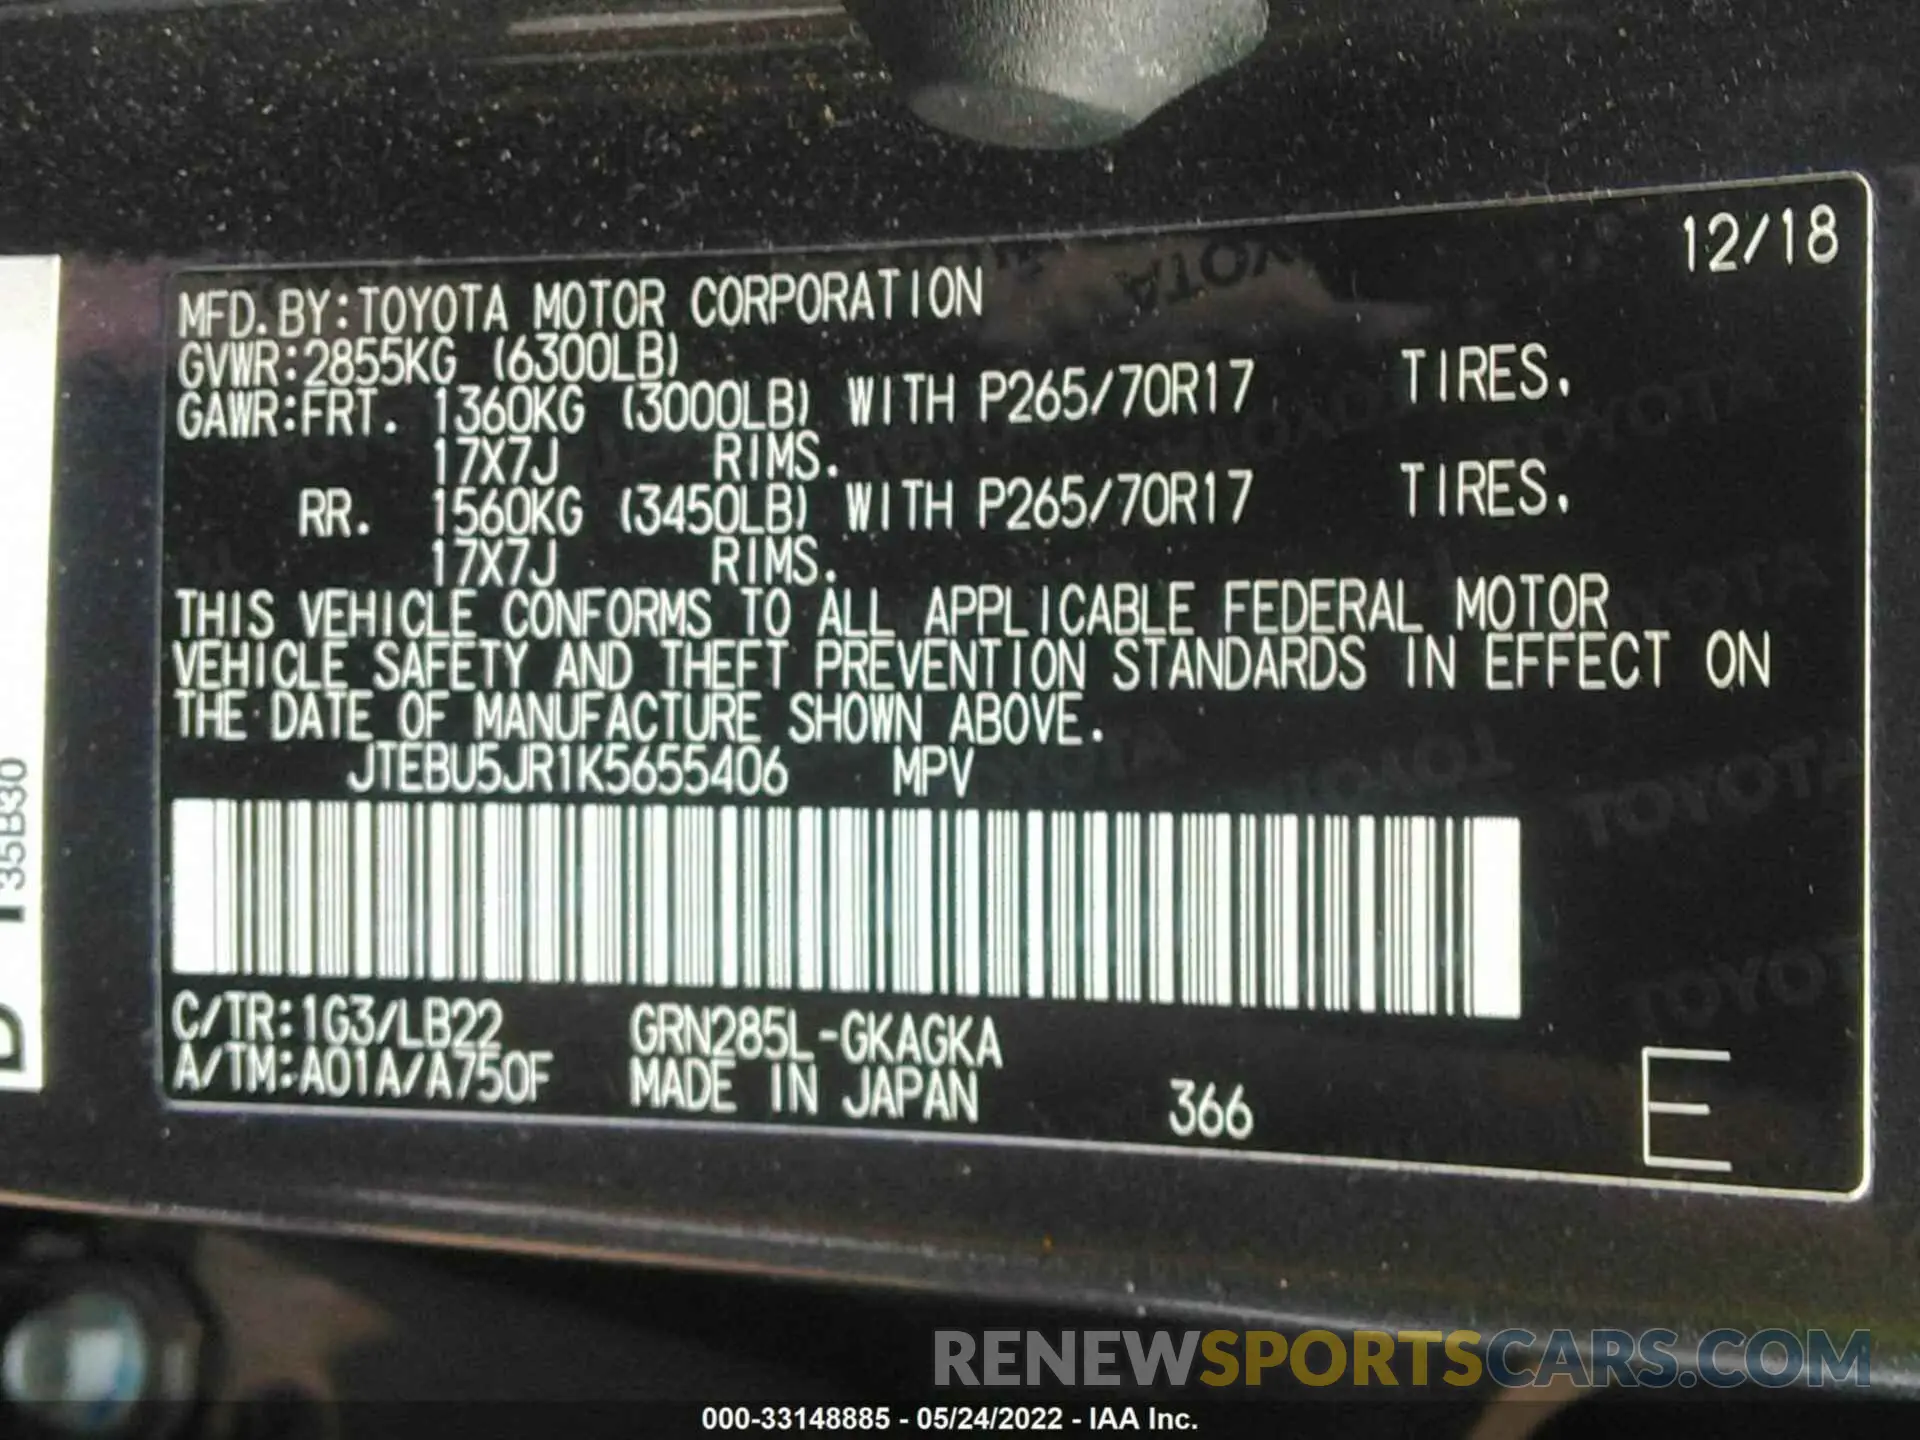 12/18
MFD.BY:TOYOTA MOTOR CORPORATION
GVWR:2855KG (6300LB)
GAWR:FRT. 1360KG (3000LB) WITH P265/70R17 TIRES,
17X7J RIMS.
RR. 1560KG (3450LB) WITH P265/70R17 TIRES,
17X7J RIMS.
THIS VEHICLE CONFORMS TO ALL APPLICABLE FEDERAL MOTOR
VEHICLE SAFETY AND THEFT PREVENTION STANDARDS IN EFFECT ON
THE DATE OF MANUFACTURE SHOWN ABOVE.
JTEBU5JR1K5655406 MPV
C/TR:1G3/LB22 GRN285L-GKAGKA
A/TM:A01A/A750F MADE IN JAPAN 366 E
35B30
RENEWSPORTSCARS.COM
000-33148885 - 05/24/2022 - IAA Inc.